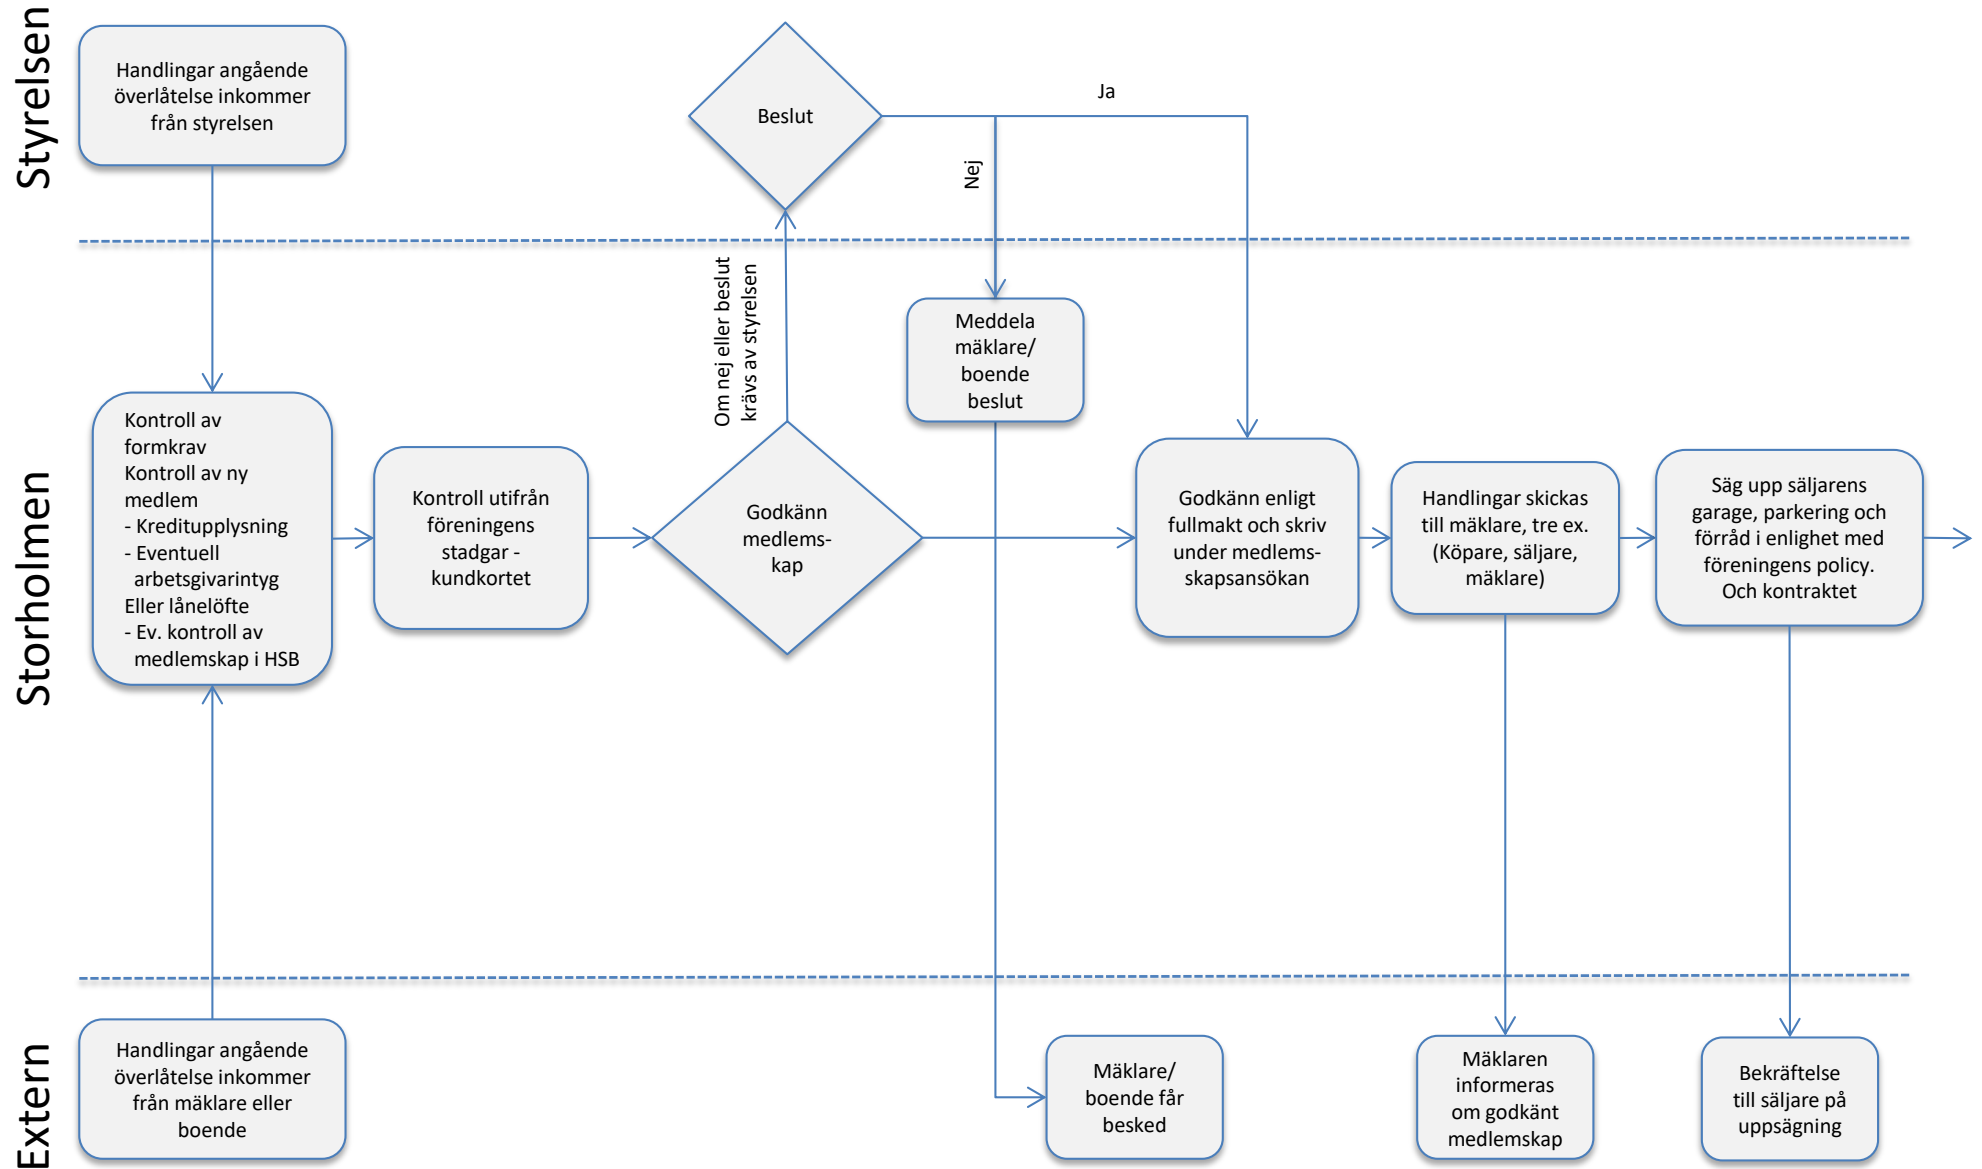 Styrelsen
Handlingar angående
överlåtelse inkommer
från styrelsen
Beslut
Ja
Nej
Om nej eller beslut
krävs av styrelsen
Storholmen
Kontroll av
formkrav
Kontroll av ny
medlem
- Kreditupplysning
- Eventuell
arbetsgivarintyg
Eller lånelöfte
- Ev. kontroll av
medlemskap i HSB
Kontroll utifrån
föreningens
stadgar -
kundkortet
Godkänn
medlems-
kap
Meddela
mäklare/
boende
beslut
Godkänn enligt
fullmakt och skriv
under medlem-
skapsansökan
Handlingar skickas
till mäklare, tre ex.
(Köpare, säljare,
mäklare)
Säg upp säljarens
garage, parkering och
förråd i enlighet med
föreningens policy.
Och kontraktet
Extern
Handlingar angående
överlåtelse inkommer
från mäklare eller
boende
Mäklare/
boende får
besked
Mäklaren
informeras
om godkänt
medlemskap
Bekräftelse
till säljare på
uppsägning